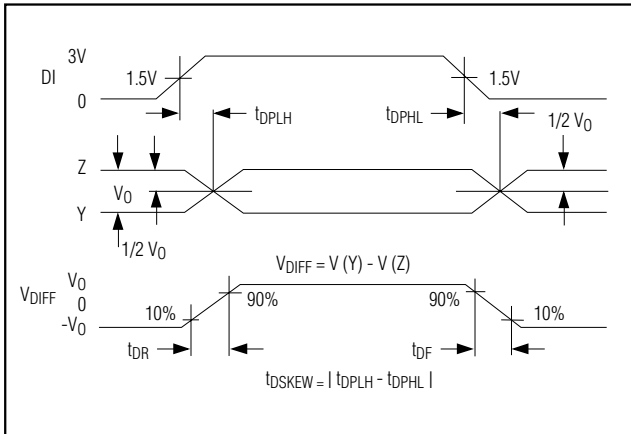 3V
DI
1.5V
1.5V
0
tDPLH
tDPHL
1/2 VO
Z
VO
Y
1/2 VO
VDIFF = V (Y) - V (Z)
VO
VDIFF
0
-VO
10%
90%
90%
10%
tDR
tDF
tDSKEW = | tDPLH - tDPHL |